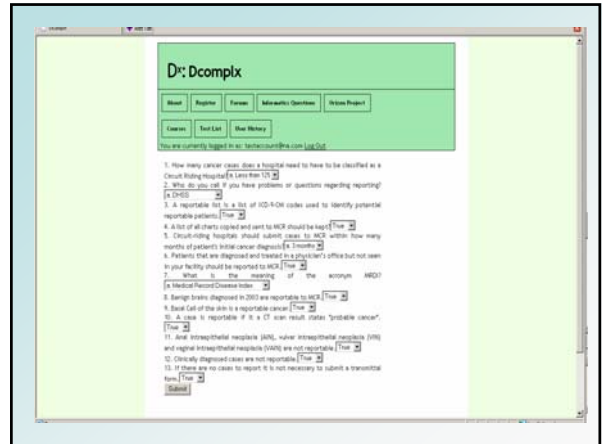 Dx: Dcomplx
About Register Forums Informatics Questions Origins Project
Courses Test List User History
You are currently logged in as: testaccount@na.com Log Out
1. How many cancer cases does a hospital need to have to be classified as a
Circuit Riding Hospital? a. Less than 125
2. Who do you call if you have problems or questions regarding reporting?
a. DHSS
3. A reportable list is a list of ICD-9-CM codes used to identify potential
reportable patients. True
4. A list of all charts copied and sent to MCR should be kept. True
5. Circuit-riding hospitals should submit cases to MCR within how many
months of patient's initial cancer diagnosis? a. 3 months
6. Patients that are diagnosed and treated in a physician's office but not seen
in your facility should be reported to MCR. True
7. What is the meaning of the acronym MRDI?
a. Medical Record Disease Index
8. Benign brains diagnosed in 2003 are reportable to MCR. True
9. Basal Cell of the skin is a reportable cancer. True
10. A case is reportable if it a CT scan result states "probable cancer".
True
11. Anal intraepithelial neoplasia (AIN), vulvar intraepithelial neoplasia (VIN)
and vaginal intraepithelial neoplasia (VAIN) are not reportable. True
12. Clinically diagnosed cases are not reportable. True
13. If there are no cases to report it is not necessary to submit a transmittal
form. True
Submit